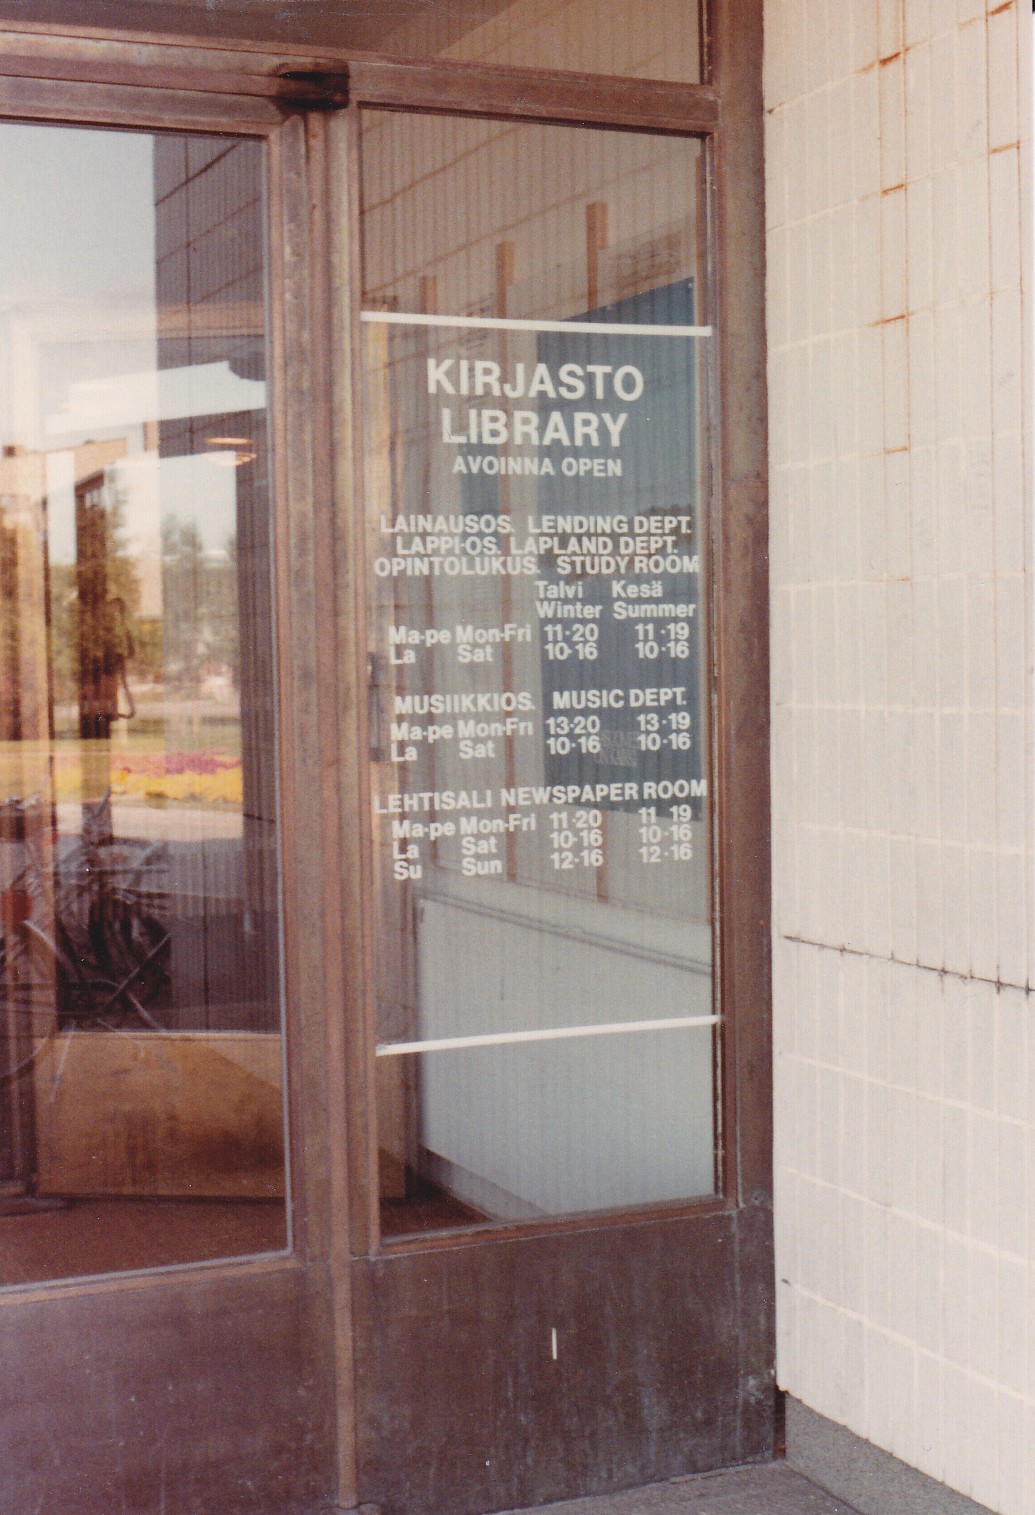 KIRJASTO
LIBRARY
AVOINNA OPEN
LAINAUSOS. LENDING DEPT.
LAPPI-OS. LAPLAND DEPT.
OPINTOLUKUS. STUDY ROOM
Talvi Kesä
Winter Summer
Ma-pe Mon-Fri 11-20 11-19
La Sat 10-16 10-16
MUSIIKKIOS. MUSIC DEPT.
Ma-pe Mon-Fri 13-20 13-19
La Sat 10-16 10-16
LEHTISALI NEWSPAPER ROOM
Ma-pe Mon-Fri 11-20 11 19
La Sat 10-16 10-16
Su Sun 12-16 12-16